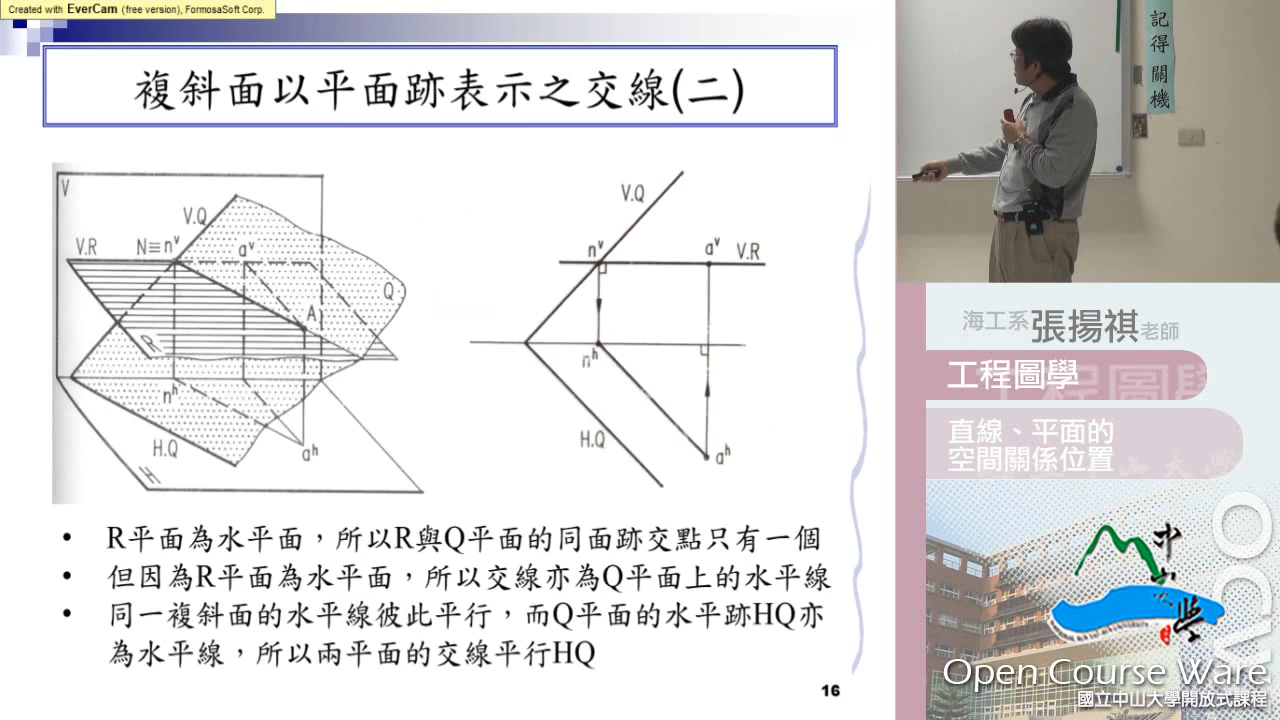 Created with EverCam (free version), FormosaSoft Corp.
複斜面以平面跡表示之交線(二)
V
V.Q
V.R
N≡nᵛ
aᵛ
Q
A
R
nʰ
H.Q
aʰ
H
V.Q
nᵛ
aᵛ
V.R
nʰ
H.Q
aʰ
• R平面為水平面，所以R與Q平面的同面跡交點只有一個
• 但因為R平面為水平面，所以交線亦為Q平面上的水平線
• 同一複斜面的水平線彼此平行，而Q平面的水平跡HQ亦
為水平線，所以兩平面的交線平行HQ
16
記得關機
海工系張揚祺老師
工程圖學
直線、平面的
空間關係位置
中山大學
OCW
Open Course Ware
國立中山大學開放式課程